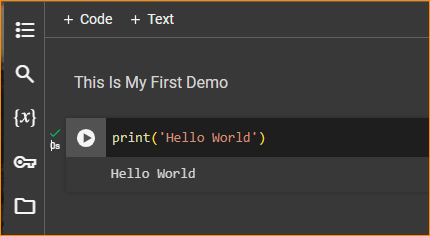 + Code + Text
This Is My First Demo
{x}
print('Hello World')
0s
Hello World